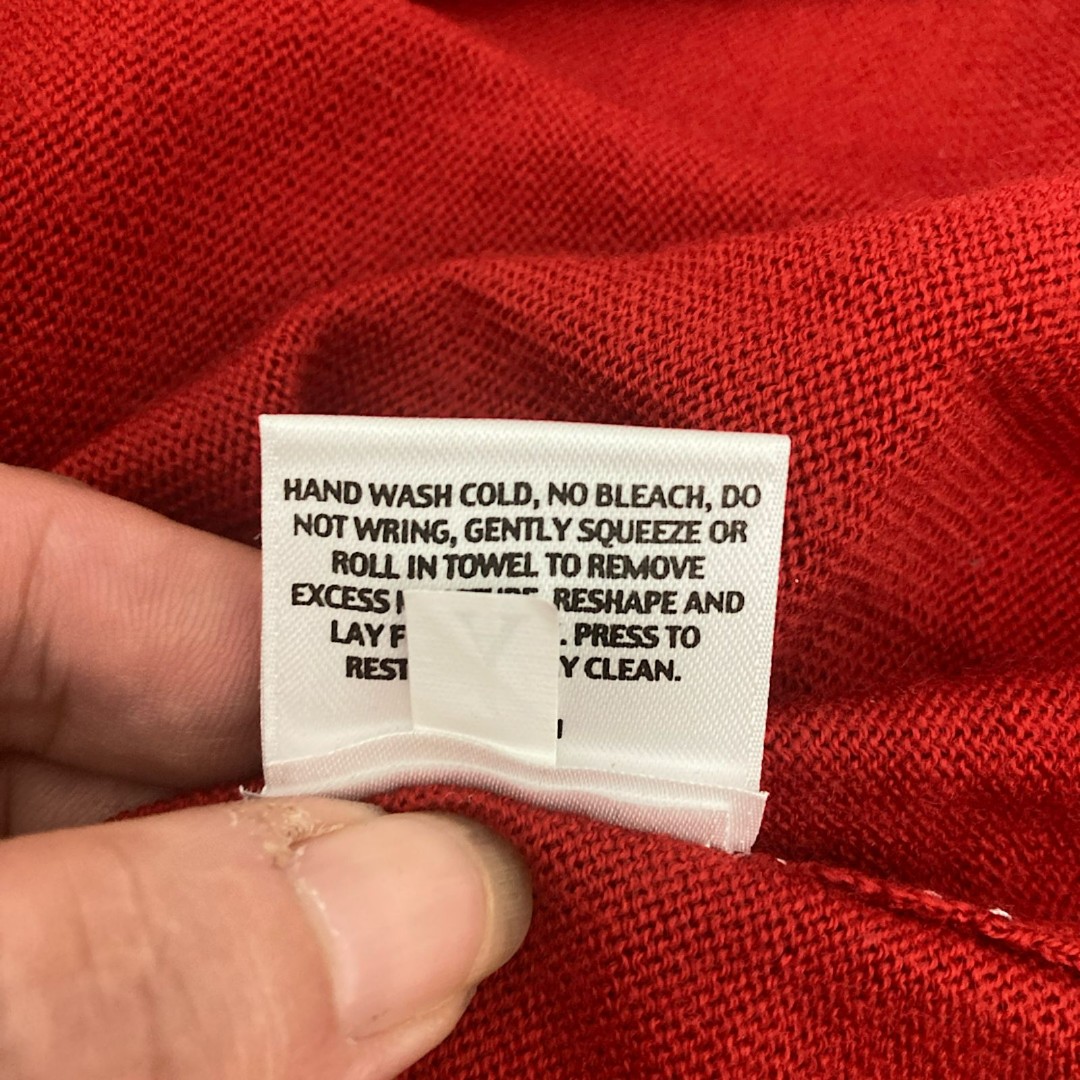 HAND WASH COLD, NO BLEACH, DO
NOT WRING, GENTLY SQUEEZE OR
ROLL IN TOWEL TO REMOVE
EXCESS RESHAPE AND
LAY PRESS TO
CLEAN.